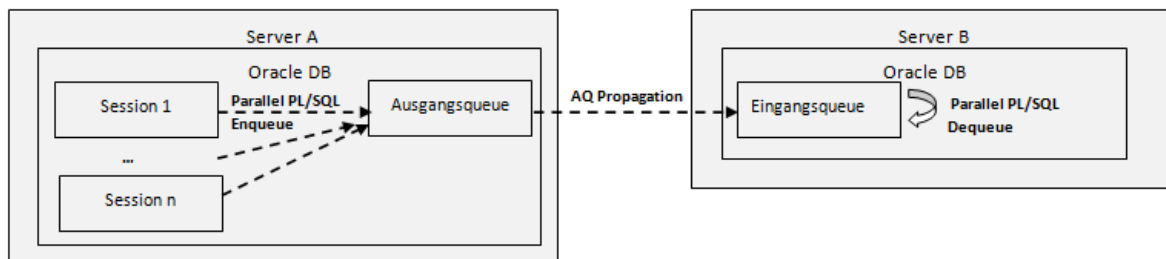 Server A
Oracle DB
Session 1
Parallel PL/SQL
Enqueue
...
Session n
Ausgangsqueue
AQ Propagation
Server B
Oracle DB
Eingangsqueue
Parallel PL/SQL
Dequeue